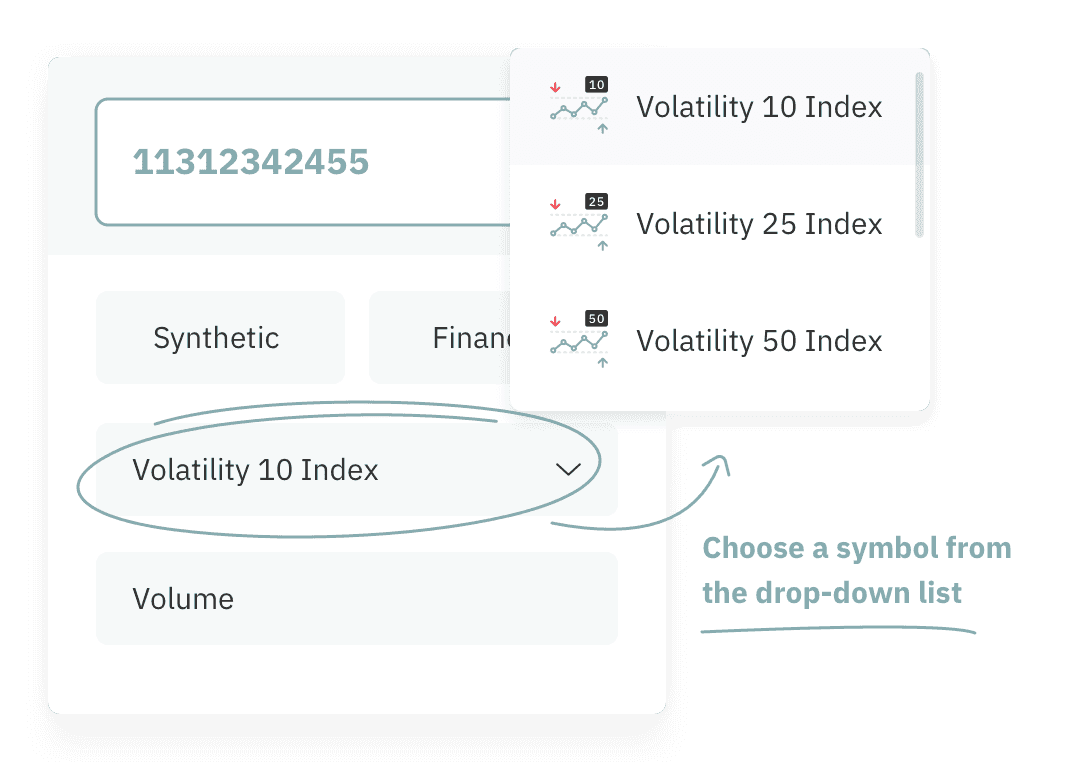 11312342455
Synthetic
Volatility 10 Index
Volume
10
Volatility 10 Index
25
Volatility 25 Index
50
Volatility 50 Index
Choose a symbol from
the drop-down list